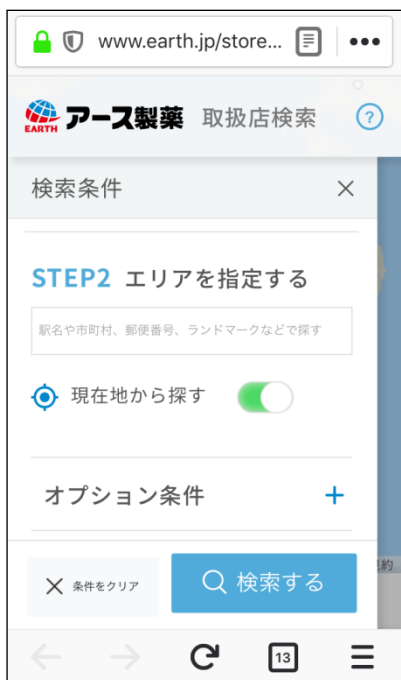 www.earth.jp/store...
EARTH アース製薬 取扱店検索 ?
検索条件
STEP2 エリアを指定する
駅名や市町村、郵便番号、ランドマークなどで探す
現在地から探す
オプション条件 +
条件をクリア
検索する
規約
13